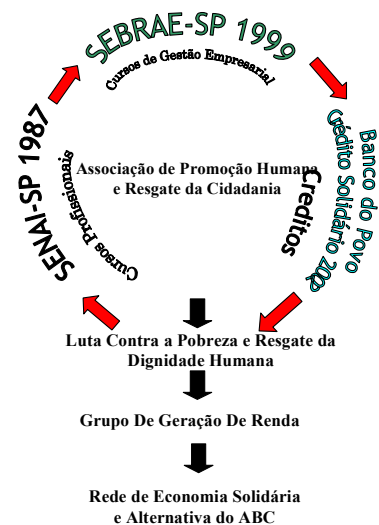 SEBRAE-SP 1999
Cursos de Gestão Empresarial
SENAI-SP 1987
Cursos Profissionais
Associação de Promoção Humana
e Resgate da Cidadania
Banco do Povo
Crédito Solidário
Creditos
Luta Contra a Pobreza e Resgate da
Dignidade Humana
Grupo De Geração De Renda
Rede de Economia Solidária
e Alternativa do ABC